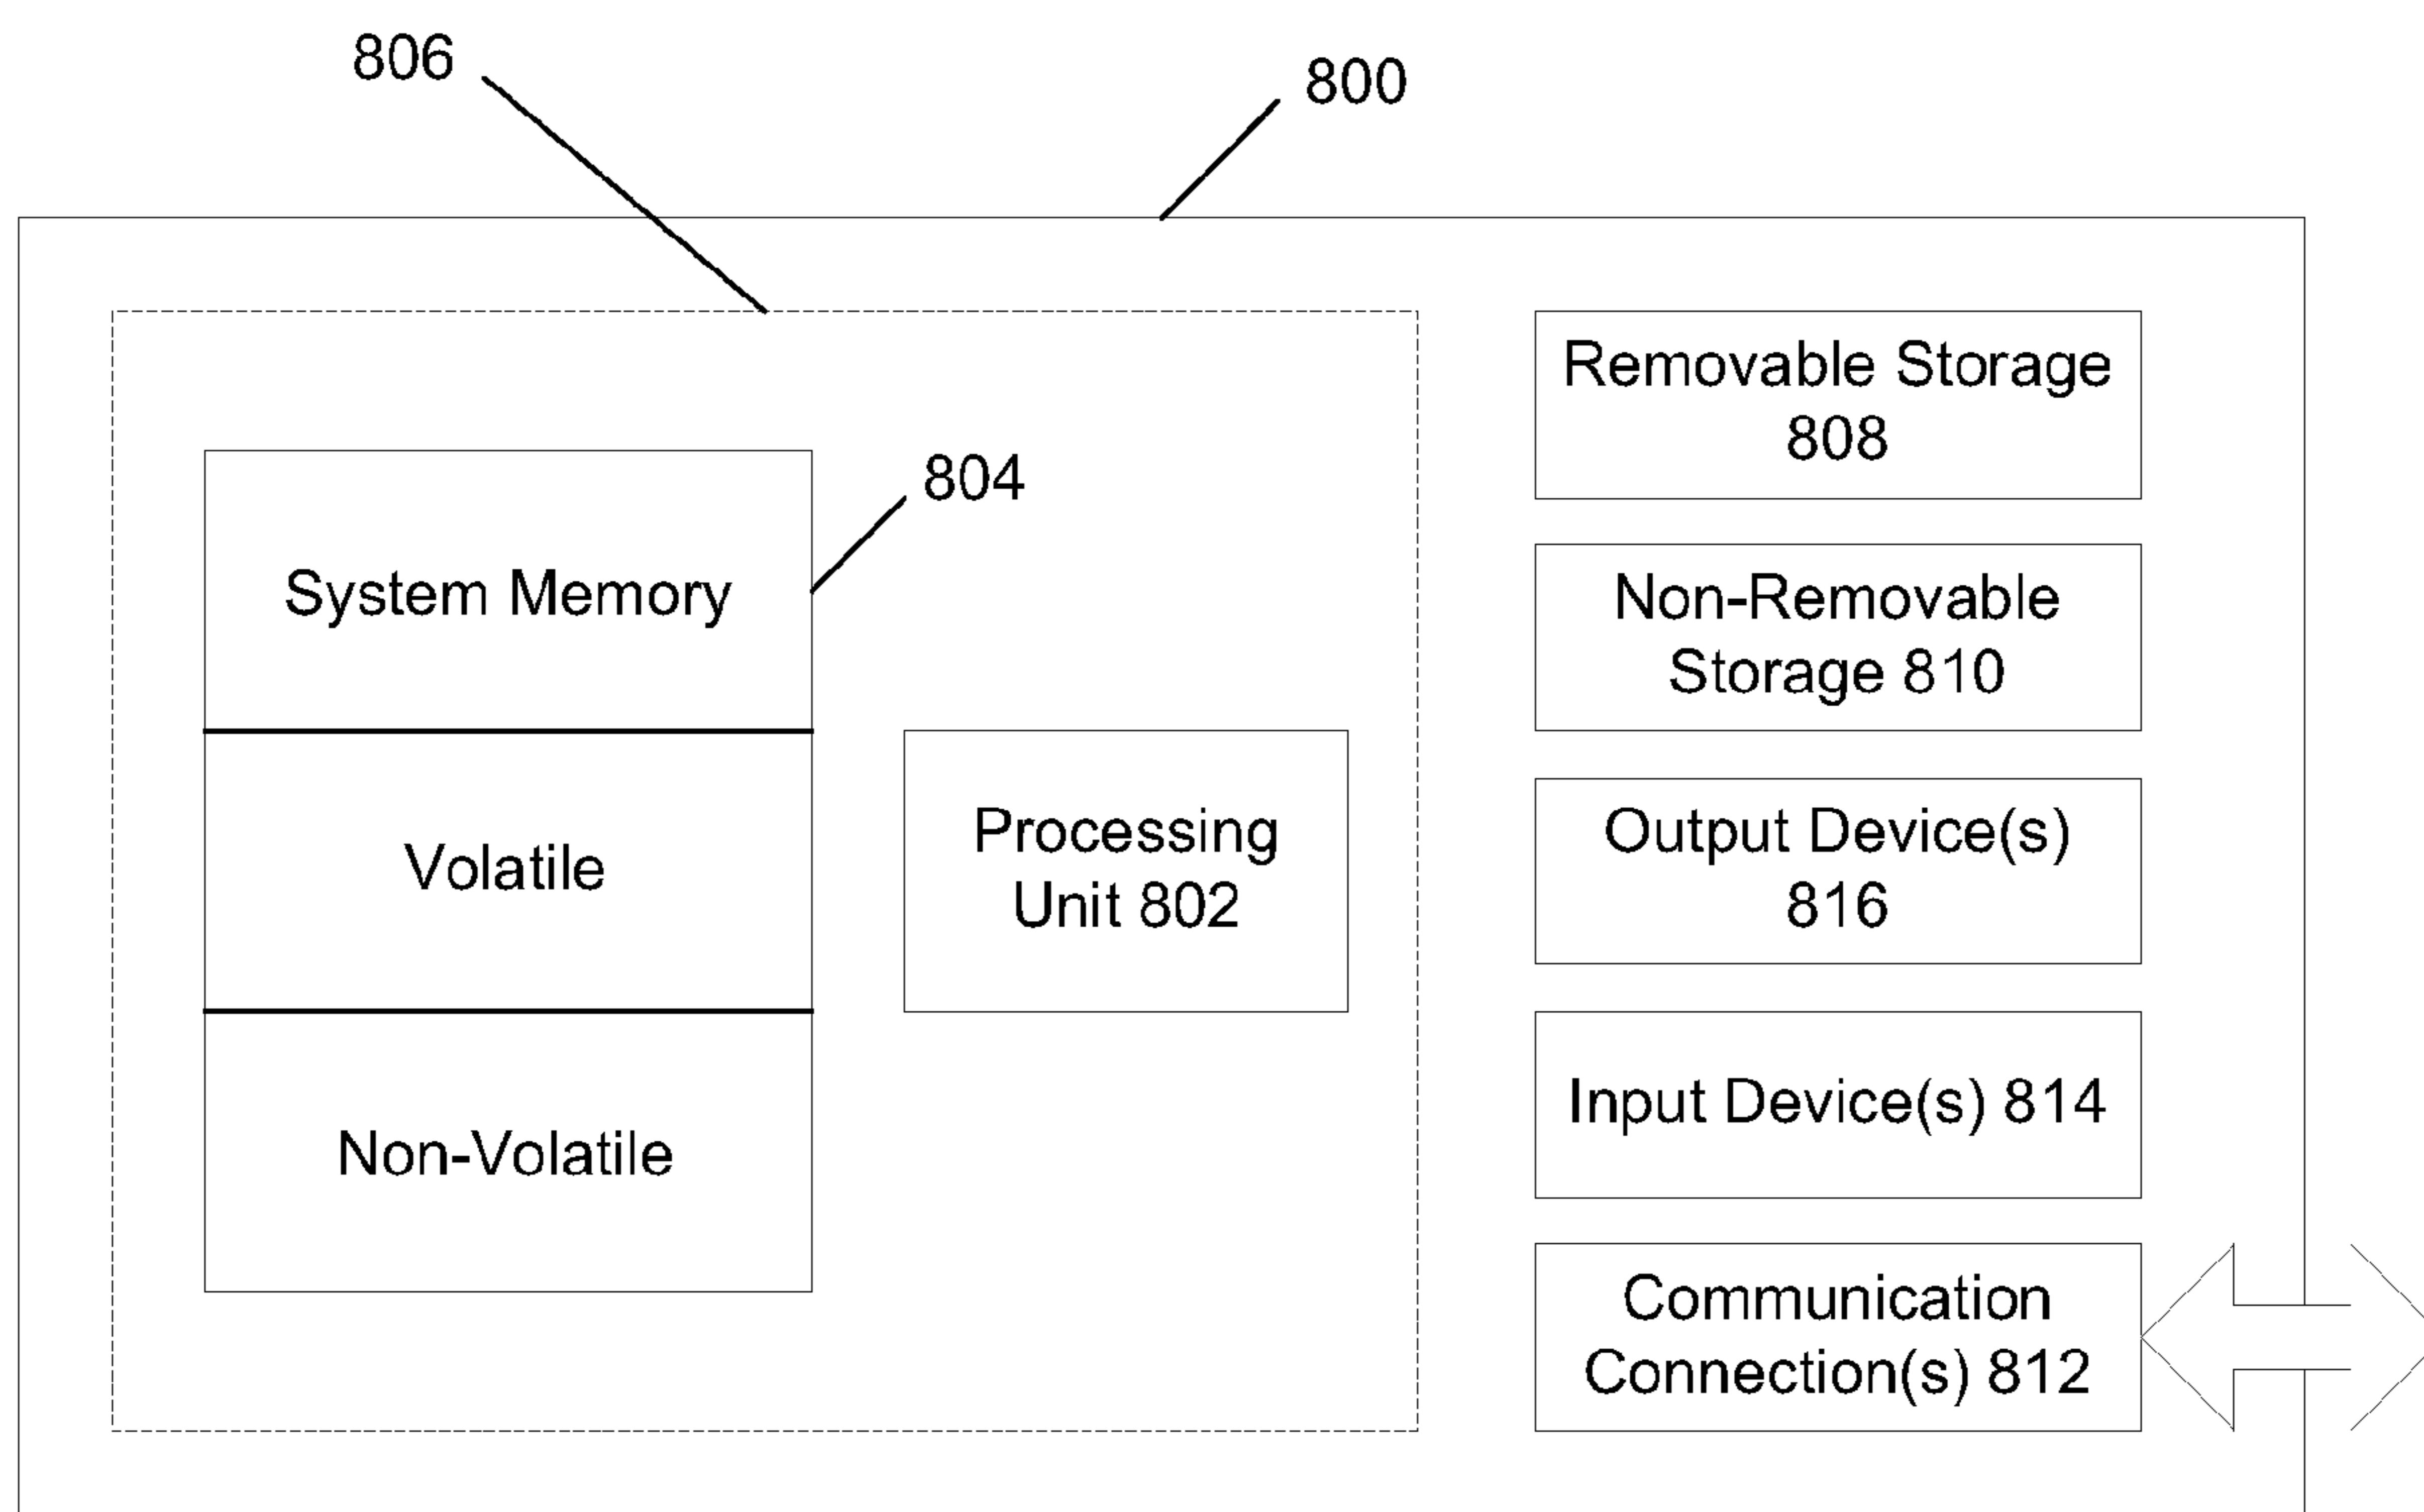 806
800
804
System Memory
Volatile
Non-Volatile
Processing
Unit 802
Removable Storage
808
Non-Removable
Storage 810
Output Device(s)
816
Input Device(s) 814
Communication
Connection(s) 812